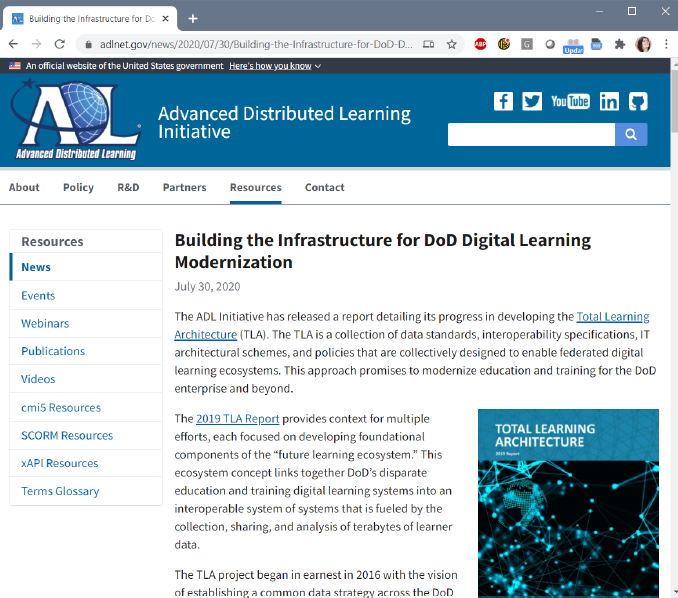 Building the Infrastructure for Do
adlnet.gov/news/2020/07/30/Building-the-Infrastructure-for-DoD-D...
ABP
G
Updat
An official website of the United States government Here's how you know
ADL
Advanced Distributed Learning
Advanced Distributed Learning
Initiative
YouTube
About Policy R&D Partners Resources Contact
Resources
News
Events
Webinars
Publications
Videos
cmi5 Resources
SCORM Resources
xAPI Resources
Terms Glossary
Building the Infrastructure for DoD Digital Learning
Modernization
July 30, 2020
The ADL Initiative has released a report detailing its progress in developing the Total Learning
Architecture (TLA). The TLA is a collection of data standards, interoperability specifications, IT
architectural schemes, and policies that are collectively designed to enable federated digital
learning ecosystems. This approach promises to modernize education and training for the DoD
enterprise and beyond.
The 2019 TLA Report provides context for multiple
efforts, each focused on developing foundational
components of the “future learning ecosystem.” This
ecosystem concept links together DoD's disparate
education and training digital learning systems into an
interoperable system of systems that is fueled by the
collection, sharing, and analysis of terabytes of learner
data.
The TLA project began in earnest in 2016 with the vision
of establishing a common data strategy across the DoD
TOTAL LEARNING
ARCHITECTURE
2019 Report